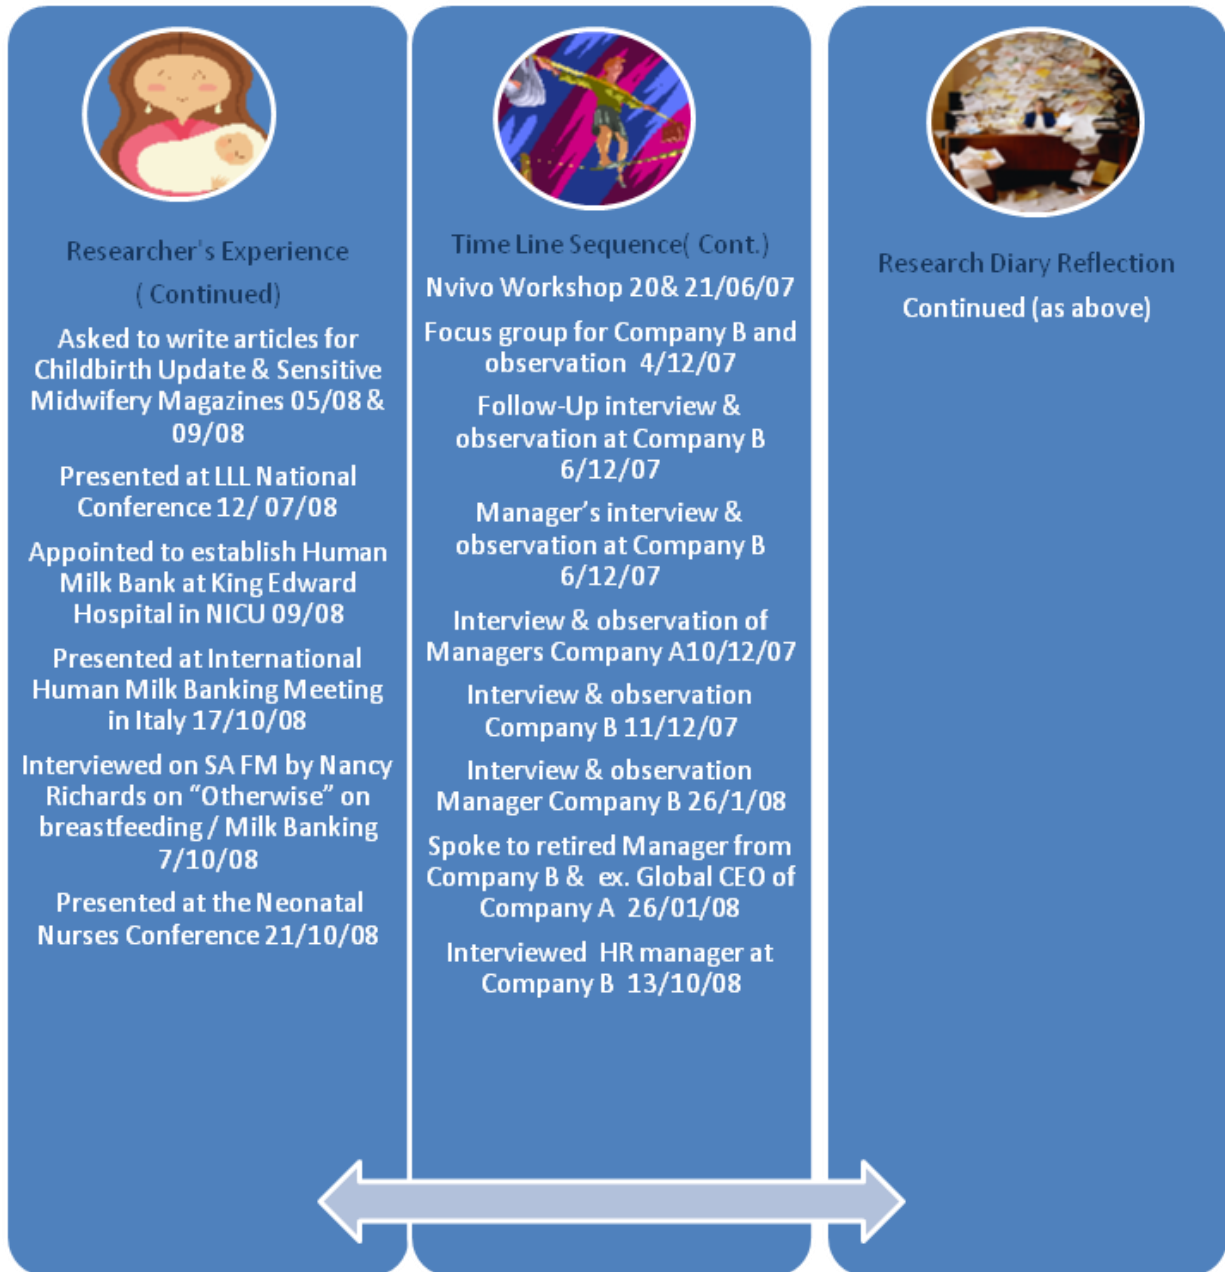 Researcher's Experience
( Continued)
Asked to write articles for
Childbirth Update & Sensitive
Midwifery Magazines 05/08 &
09/08
Presented at LLL National
Conference 12/ 07/08
Appointed to establish Human
Milk Bank at King Edward
Hospital in NICU 09/08
Presented at International
Human Milk Banking Meeting
in Italy 17/10/08
Interviewed on SA FM by Nancy
Richards on “Otherwise” on
breastfeeding / Milk Banking
7/10/08
Presented at the Neonatal
Nurses Conference 21/10/08
Time Line Sequence( Cont.)
Nvivo Workshop 20& 21/06/07
Focus group for Company B and
observation 4/12/07
Follow-Up interview &
observation at Company B
6/12/07
Manager’s interview &
observation at Company B
6/12/07
Interview & observation of
Managers Company A10/12/07
Interview & observation
Company B 11/12/07
Interview & observation
Manager Company B 26/1/08
Spoke to retired Manager from
Company B & ex. Global CEO of
Company A 26/01/08
Interviewed HR manager at
Company B 13/10/08
Research Diary Reflection
Continued (as above)